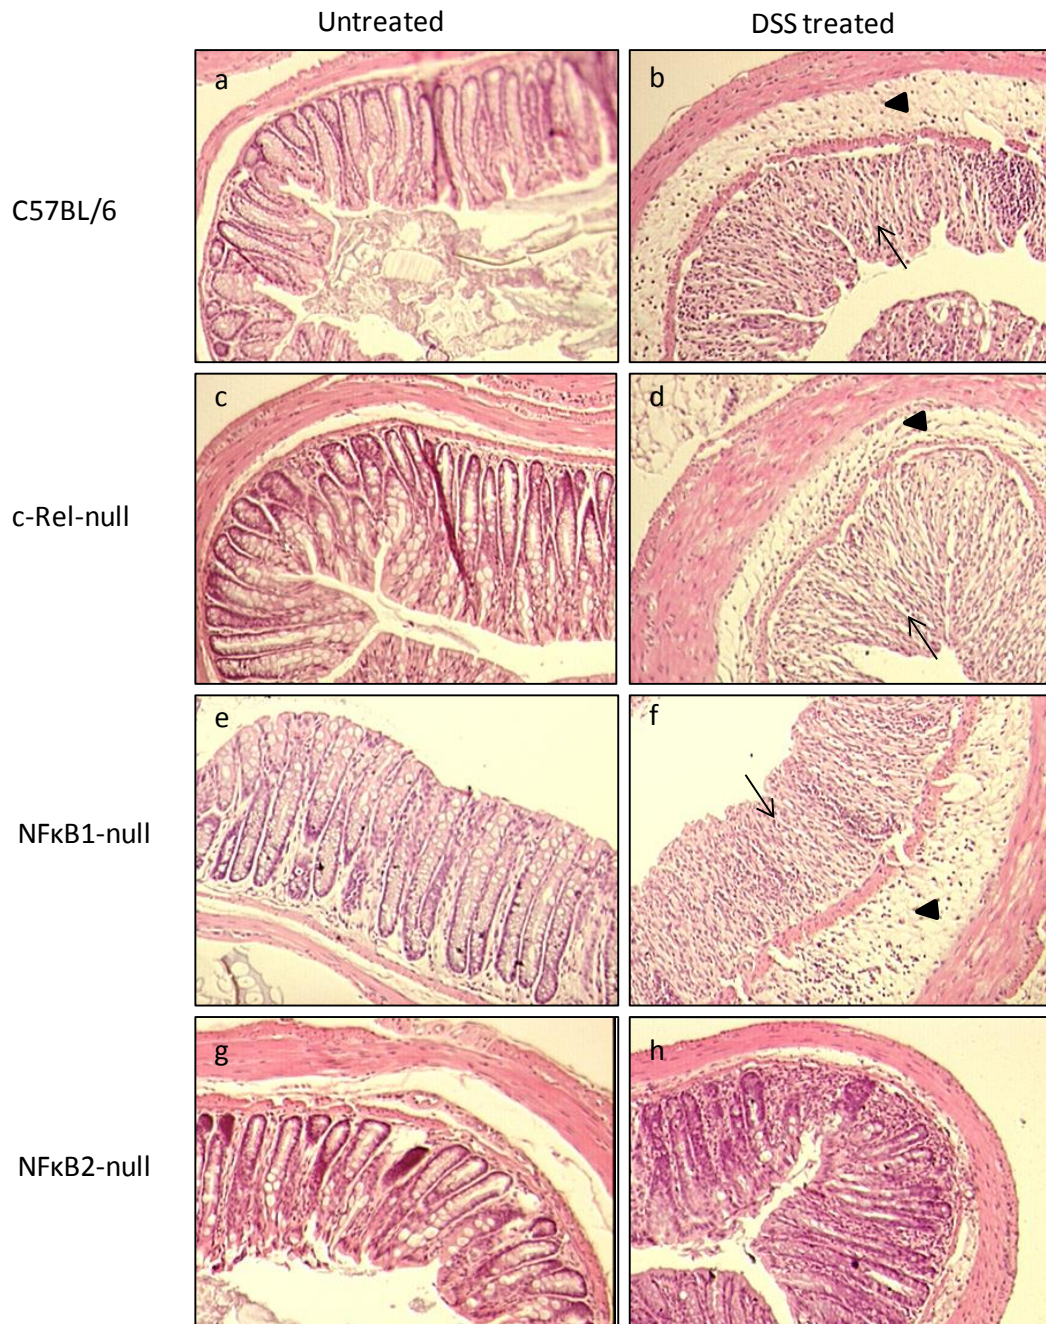 Untreated
DSS treated
C57BL/6
a
b
c-Rel-null
c
d
NFκB1-null
e
f
NFκB2-null
g
h